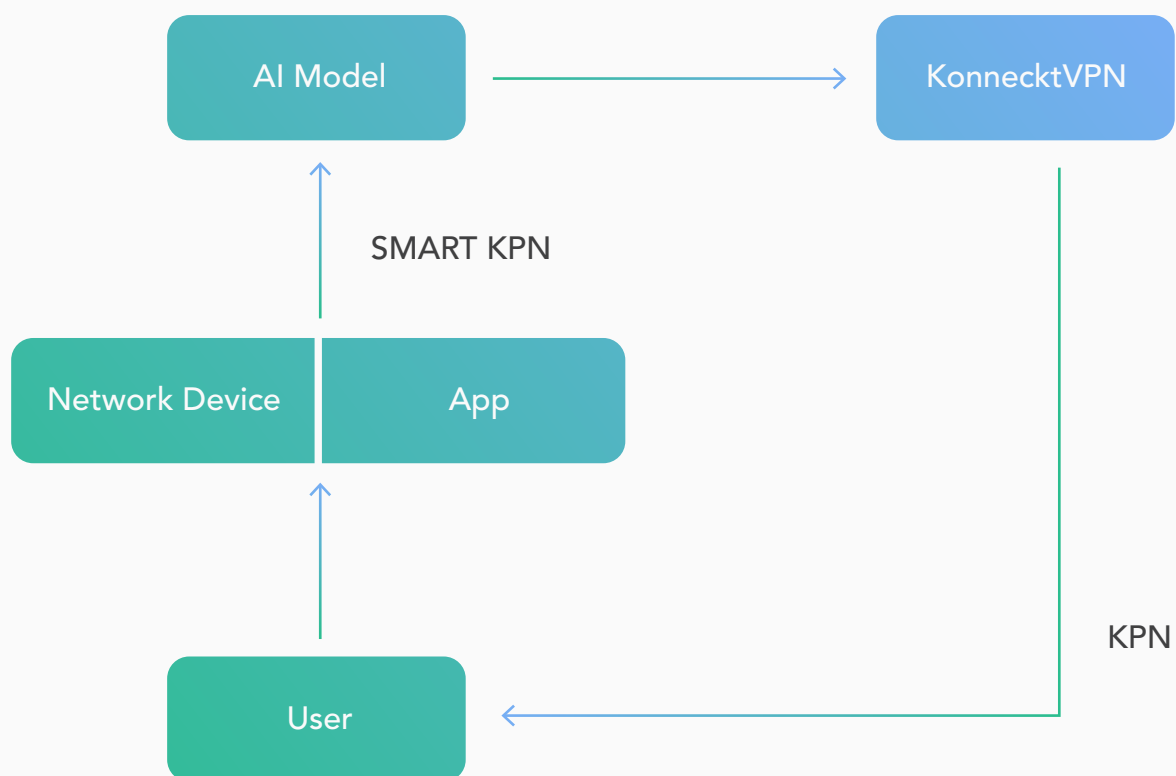 AI Model
KonnecktVPN
SMART KPN
Network Device
App
KPN
User